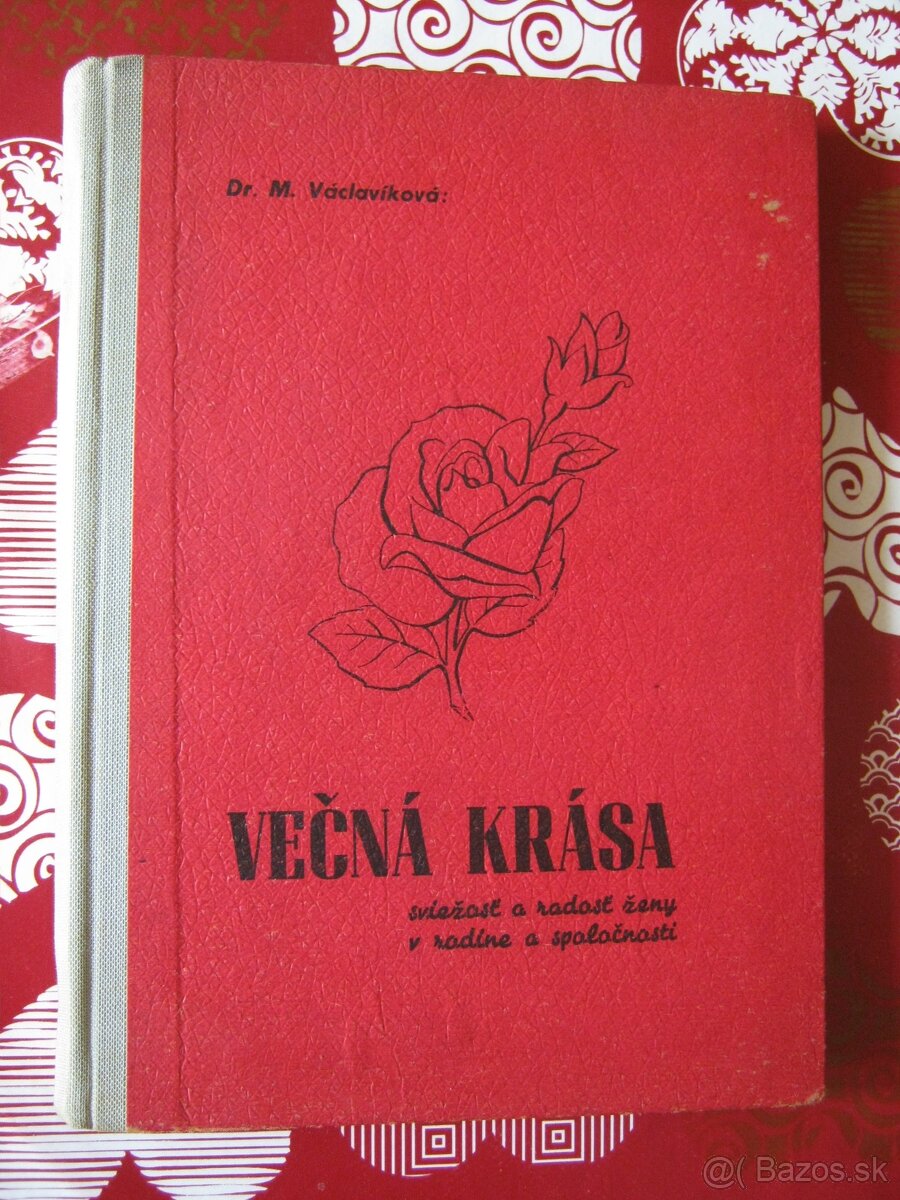 Dr. M. Václavíková:
VEČNÁ KRÁSA
sviežosť a radosť ženy
v rodine a spoločnosti
@( Bazos.sk